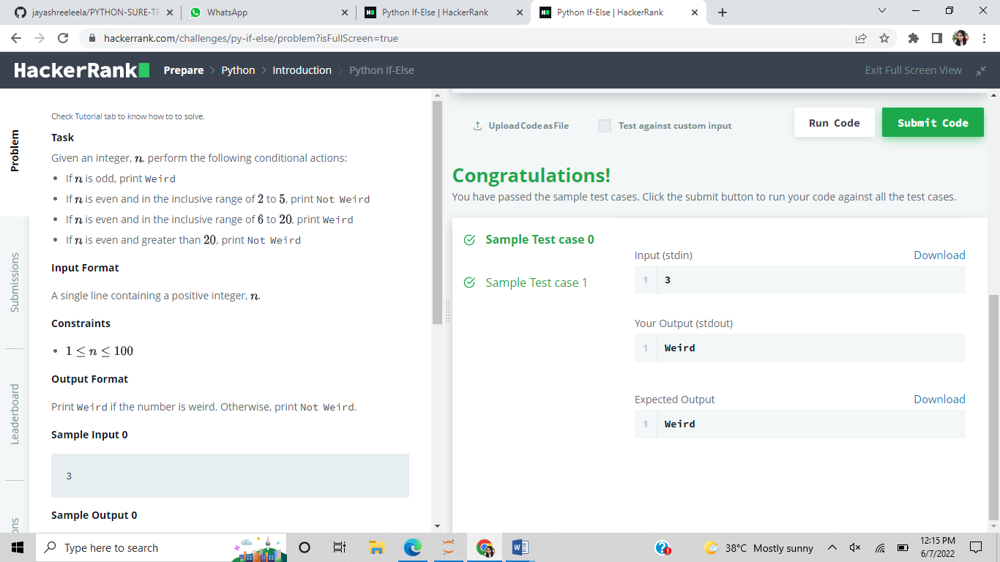 jayashreeleela/PYTHON-SURE-TR
WhatsApp
Python If-Else | HackerRank
Python If-Else | HackerRank
hackerrank.com/challenges/py-if-else/problem?isFullScreen=true
HackerRank
Prepare > Python > Introduction > Python If-Else
Exit Full Screen View
Problem
Submissions
Leaderboard
ons
Check Tutorial tab to know how to to solve.
Task
Given an integer, n, perform the following conditional actions:
• If n is odd, print Weird
• If n is even and in the inclusive range of 2 to 5, print Not Weird
• If n is even and in the inclusive range of 6 to 20, print Weird
• If n is even and greater than 20, print Not Weird
Input Format
A single line containing a positive integer, n.
Constraints
• 1 ≤ n ≤ 100
Output Format
Print Weird if the number is weird. Otherwise, print Not Weird.
Sample Input 0
3
Sample Output 0
Upload Code as File
Test against custom input
Run Code
Submit Code
Congratulations!
You have passed the sample test cases. Click the submit button to run your code against all the test cases.
Sample Test case 0
Sample Test case 1
Input (stdin)
Download
1 3
Your Output (stdout)
1 Weird
Expected Output
Download
1 Weird
Type here to search
38°C Mostly sunny
12:15 PM
6/7/2022